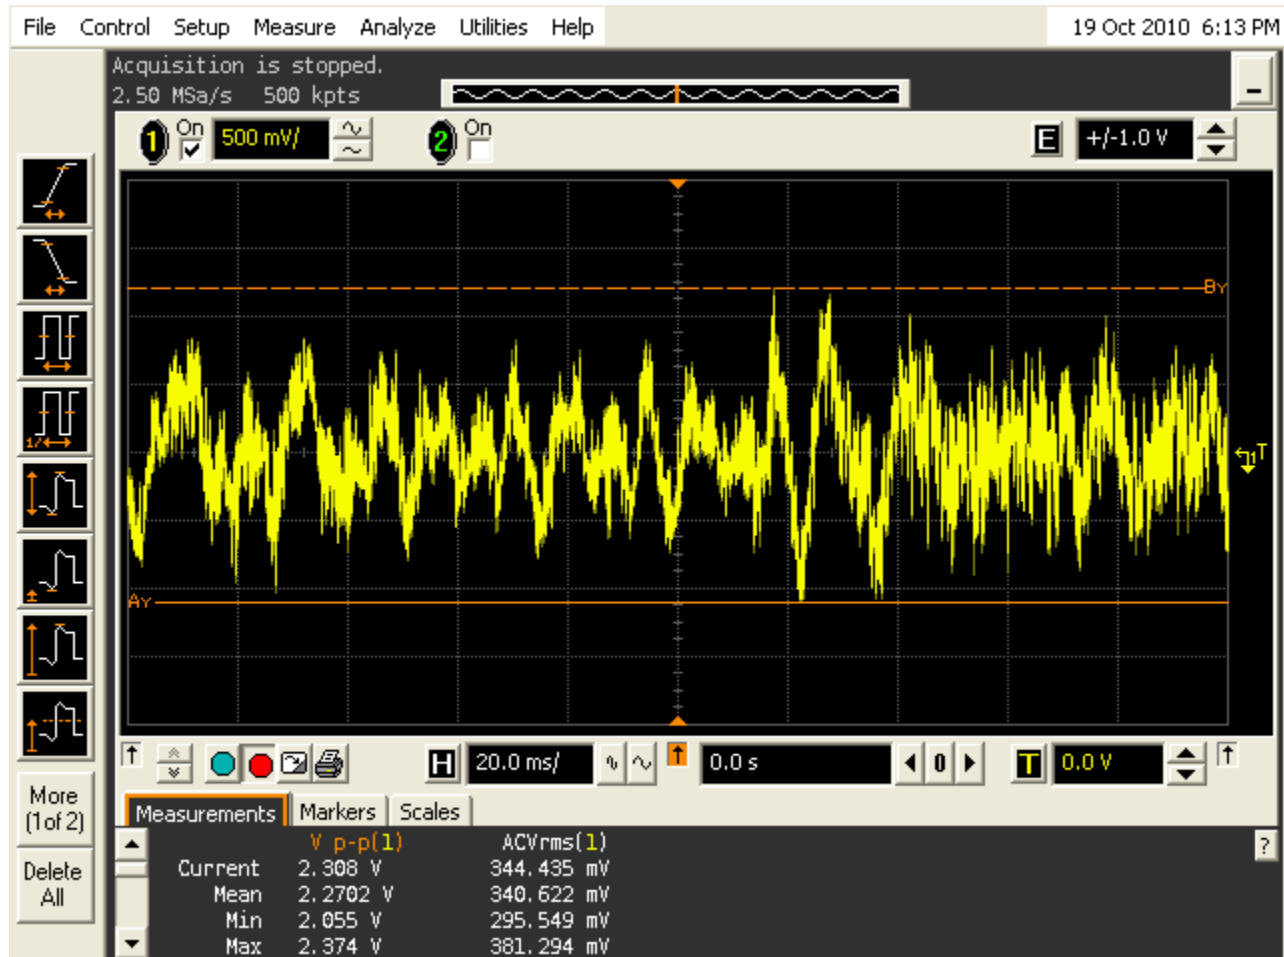 File Control Setup Measure Analyze Utilities Help 19 Oct 2010 6:13 PM
Acquisition is stopped.
2.50 MSa/s 500 kpts
1 On 500 mV/ 2 On E +/-1.0 V
BY
T
AY
H 20.0 ms/ 0.0 s 0 T 0.0 V
More
(1of 2)
Delete
All
Measurements Markers Scales
V p-p(1) ACVrms(1) ?
Current 2.308 V 344.435 mV
Mean 2.2702 V 340.622 mV
Min 2.055 V 295.549 mV
Max 2.374 V 381.294 mV